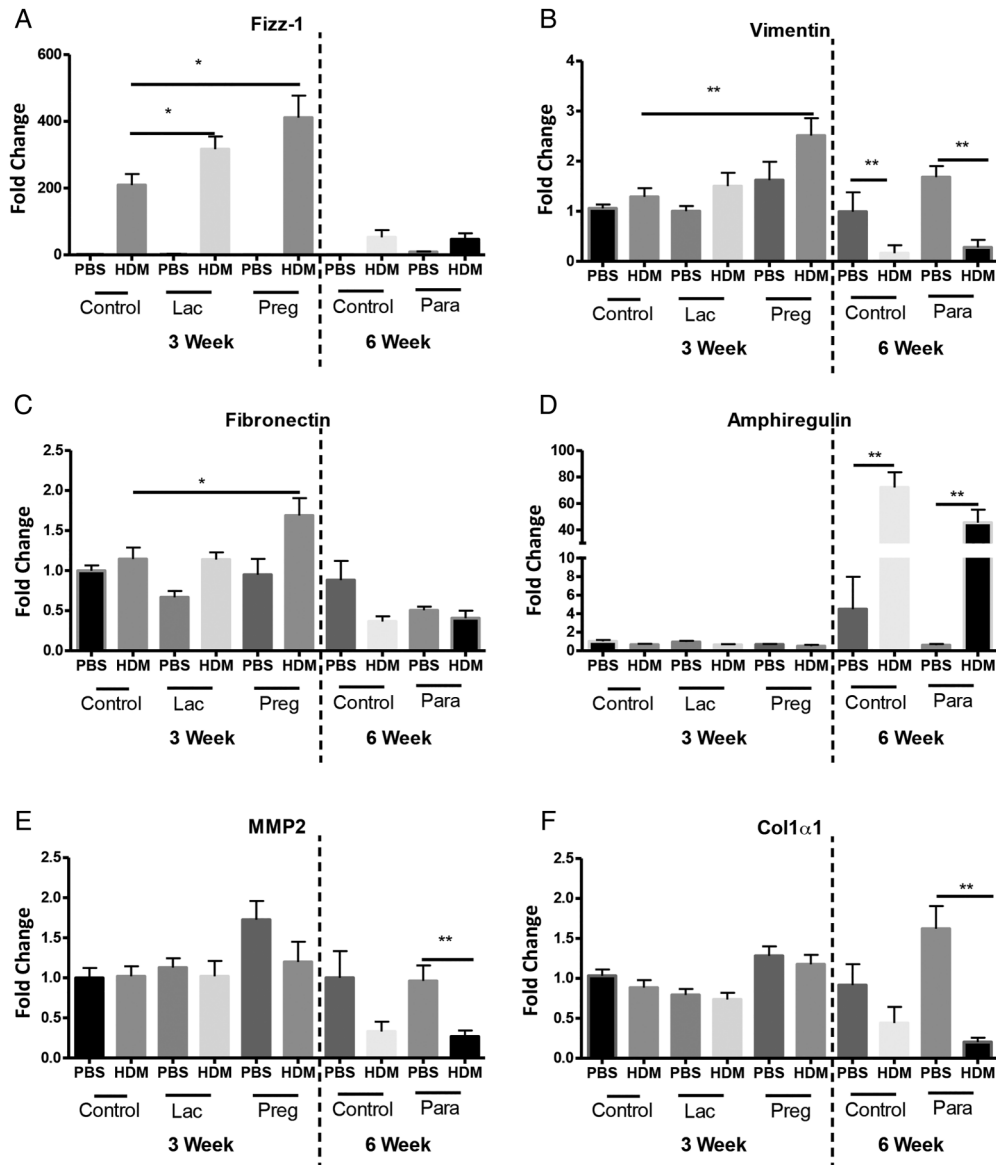 A
Fizz-1
Fold Change
600
400
200
0
*
*
PBS HDM PBS HDM PBS HDM PBS HDM PBS HDM
Control Lac Preg Control Para
3 Week 6 Week
B
Vimentin
Fold Change
4
3
2
1
0
**
**
**
PBS HDM PBS HDM PBS HDM PBS HDM PBS HDM
Control Lac Preg Control Para
3 Week 6 Week
C
Fibronectin
Fold Change
2.5
2.0
1.5
1.0
0.5
0.0
*
PBS HDM PBS HDM PBS HDM PBS HDM PBS HDM
Control Lac Preg Control Para
3 Week 6 Week
D
Amphiregulin
Fold Change
100
80
60
40
20
10
8
6
4
2
0
**
**
PBS HDM PBS HDM PBS HDM PBS HDM PBS HDM
Control Lac Preg Control Para
3 Week 6 Week
E
MMP2
Fold Change
2.5
2.0
1.5
1.0
0.5
0.0
**
PBS HDM PBS HDM PBS HDM PBS HDM PBS HDM
Control Lac Preg Control Para
3 Week 6 Week
F
Col1α1
Fold Change
2.5
2.0
1.5
1.0
0.5
0.0
**
PBS HDM PBS HDM PBS HDM PBS HDM PBS HDM
Control Lac Preg Control Para
3 Week 6 Week